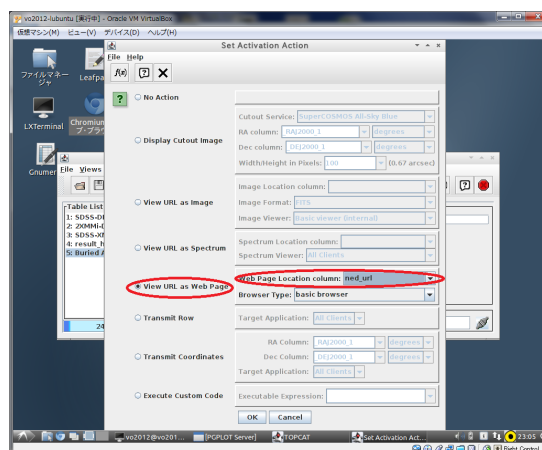 vo2012-lubuntu [実行中] - Oracle VM VirtualBox
仮想マシン(M) ビュー(V) デバイス(D) ヘルプ(H)
Set Activation Action
File Help
f(x)
ファイルマネージャ
Leafpa
LXTerminal
Chromium
ブ・ブラウ
Gnumer
File Views
Table List
1: SDSS-D
2: 2XMMi-
3: SDSS-X
4: result_h
5: Buried A
24
No Action
Display Cutout Image
Cutout Service: SuperCOSMOS All-Sky Blue
RA column: RAJ2000_1 degrees
Dec column: DEJ2000_1 degrees
Width/Height in Pixels: 100 (0.67 arcsec)
View URL as Image
Image Location column:
Image Format: FITS
Image Viewer: Basic viewer (internal)
View URL as Spectrum
Spectrum Location column:
Spectrum Viewer: All Clients
View URL as Web Page
Web Page Location column: ned_url
Browser Type: basic browser
Transmit Row
Target Application: All Clients
Transmit Coordinates
RA Column: RAJ2000_1 degrees
Dec Column: DEJ2000_1 degrees
Target Application: All Clients
Execute Custom Code
Executable Expression:
OK Cancel
vo2012@vo201...
[PGPLOT Server]
TOPCAT
Set Activation Act...
23:05
Right Control